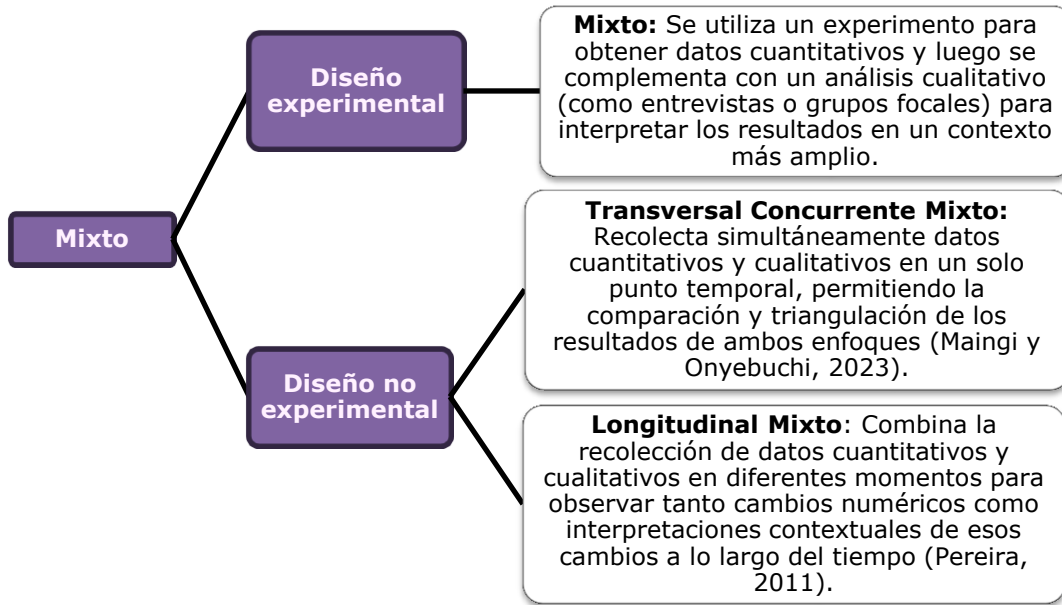 Mixto
Diseño
experimental
Mixto: Se utiliza un experimento para
obtener datos cuantitativos y luego se
complementa con un análisis cualitativo
(como entrevistas o grupos focales) para
interpretar los resultados en un contexto
más amplio.
Diseño no
experimental
Transversal Concurrente Mixto:
Recolecta simultáneamente datos
cuantitativos y cualitativos en un solo
punto temporal, permitiendo la
comparación y triangulación de los
resultados de ambos enfoques (Maingi y
Onyebuchi, 2023).
Longitudinal Mixto: Combina la
recolección de datos cuantitativos y
cualitativos en diferentes momentos para
observar tanto cambios numéricos como
interpretaciones contextuales de esos
cambios a lo largo del tiempo (Pereira,
2011).